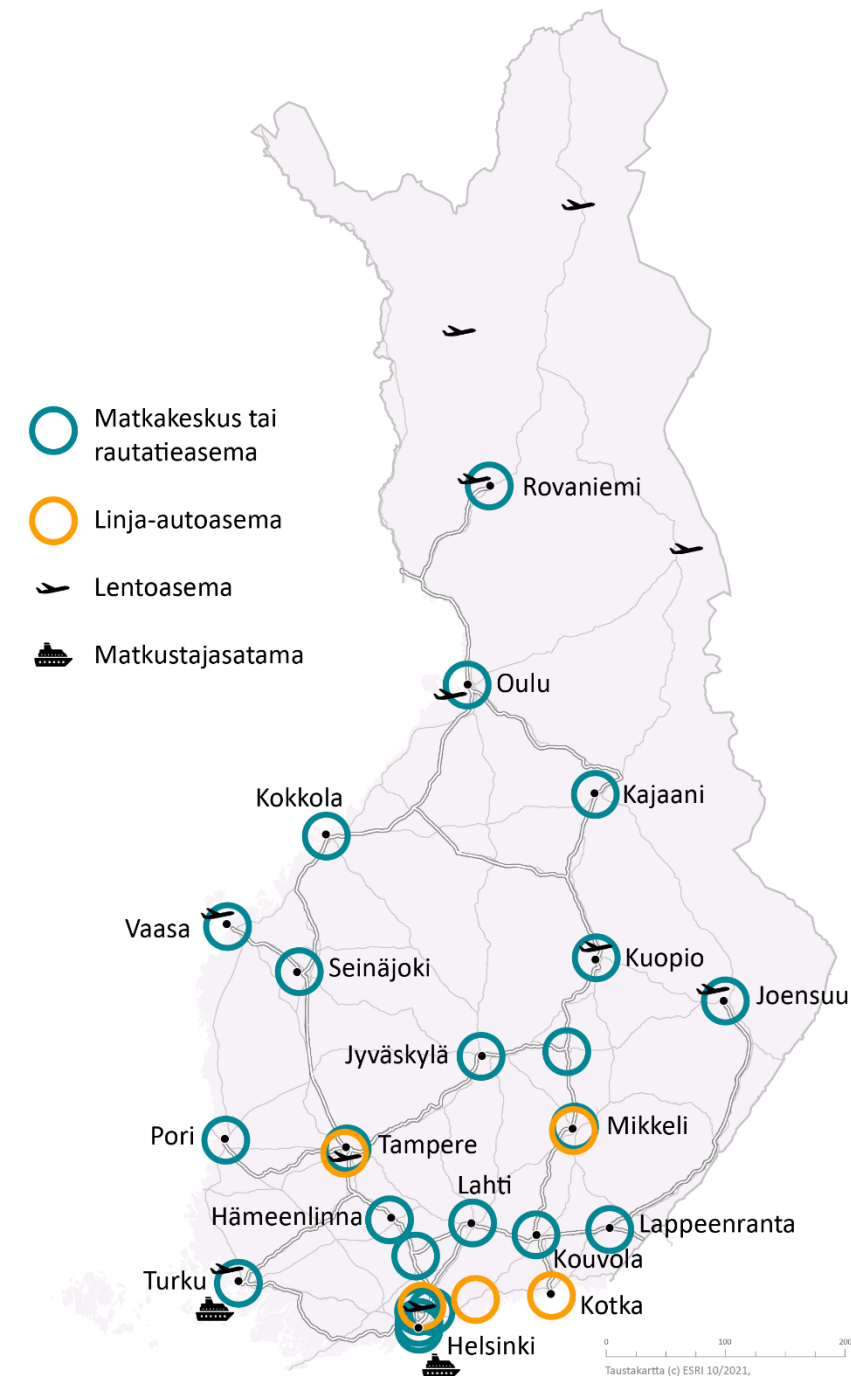 Matkakeskus tai
rautatieasema
Linja-autoasema
Lentoasema
Matkustajasatama
Rovaniemi
Oulu
Kajaani
Kokkola
Vaasa
Seinäjoki
Kuopio
Joensuu
Jyväskylä
Pori
Tampere
Mikkeli
Lahti
Hämeenlinna
Lappeenranta
Kouvola
Turku
Kotka
Helsinki
0 100 200
Taustakartta (c) ESRI 10/2021,